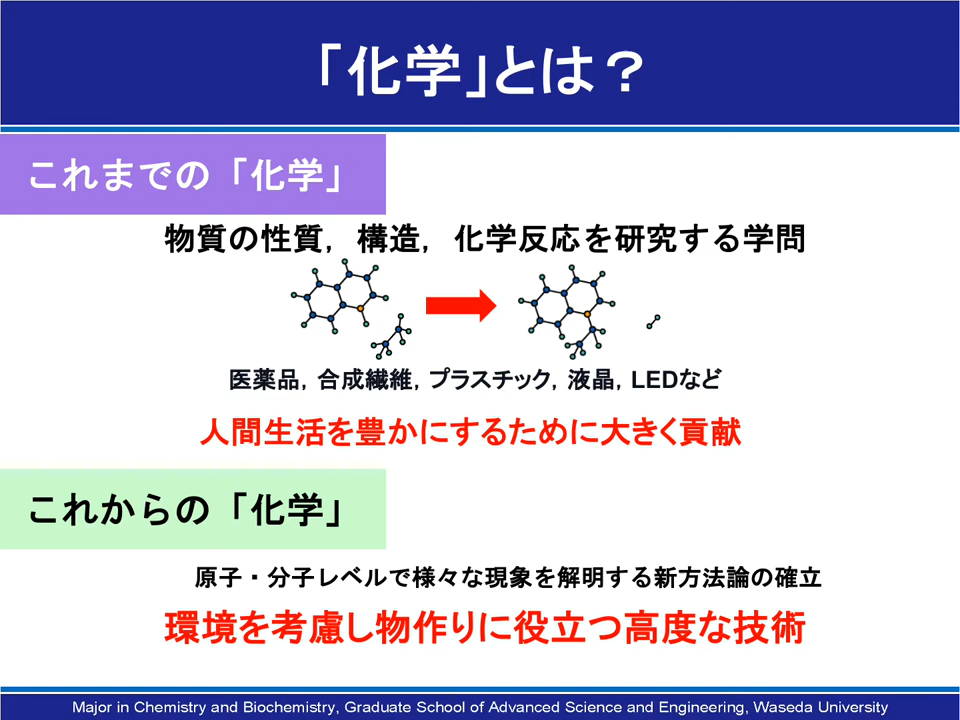 「化学」とは？
これまでの「化学」
物質の性質，構造，化学反応を研究する学問
医薬品，合成繊維，プラスチック，液晶，LEDなど
人間生活を豊かにするために大きく貢献
これからの「化学」
原子・分子レベルで様々な現象を解明する新方法論の確立
環境を考慮し物作りに役立つ高度な技術
Major in Chemistry and Biochemistry, Graduate School of Advanced Science and Engineering, Waseda University